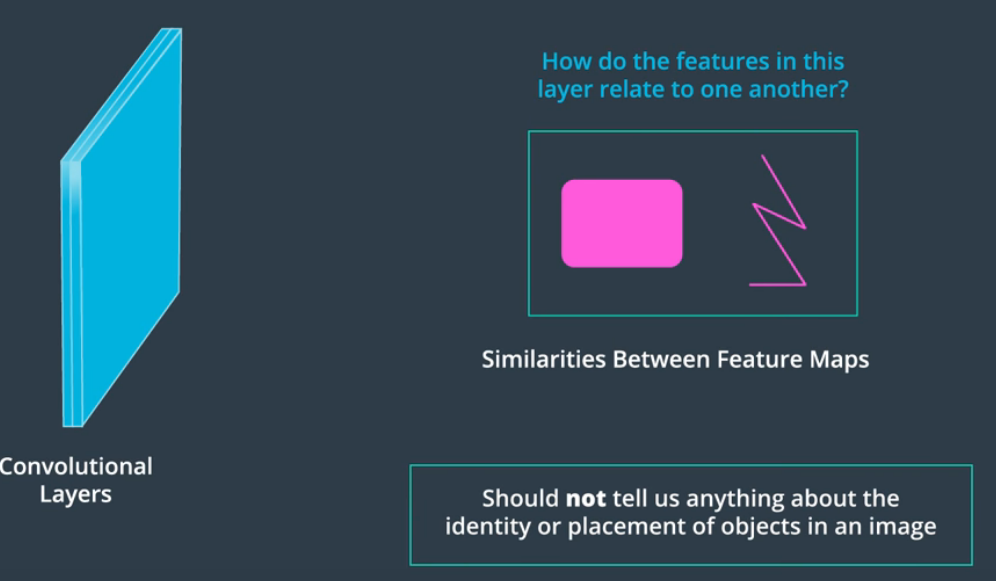 How do the features in this
layer relate to one another?
Similarities Between Feature Maps
Convolutional
Layers
Should not tell us anything about the
identity or placement of objects in an image